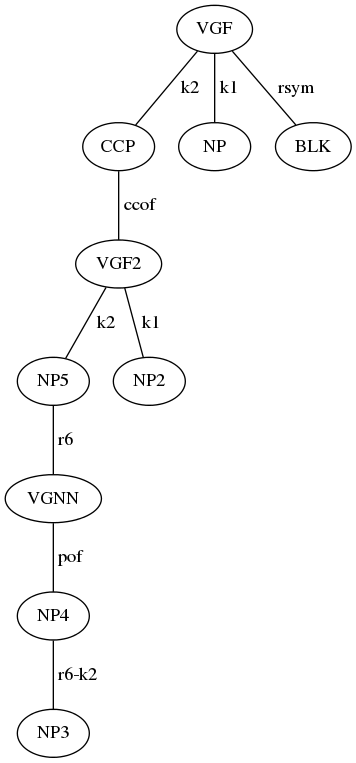 VGF
k2 k1 rsym
CCP NP BLK
ccof
VGF2
k2 k1
NP5 NP2
r6
VGNN
pof
NP4
r6-k2
NP3